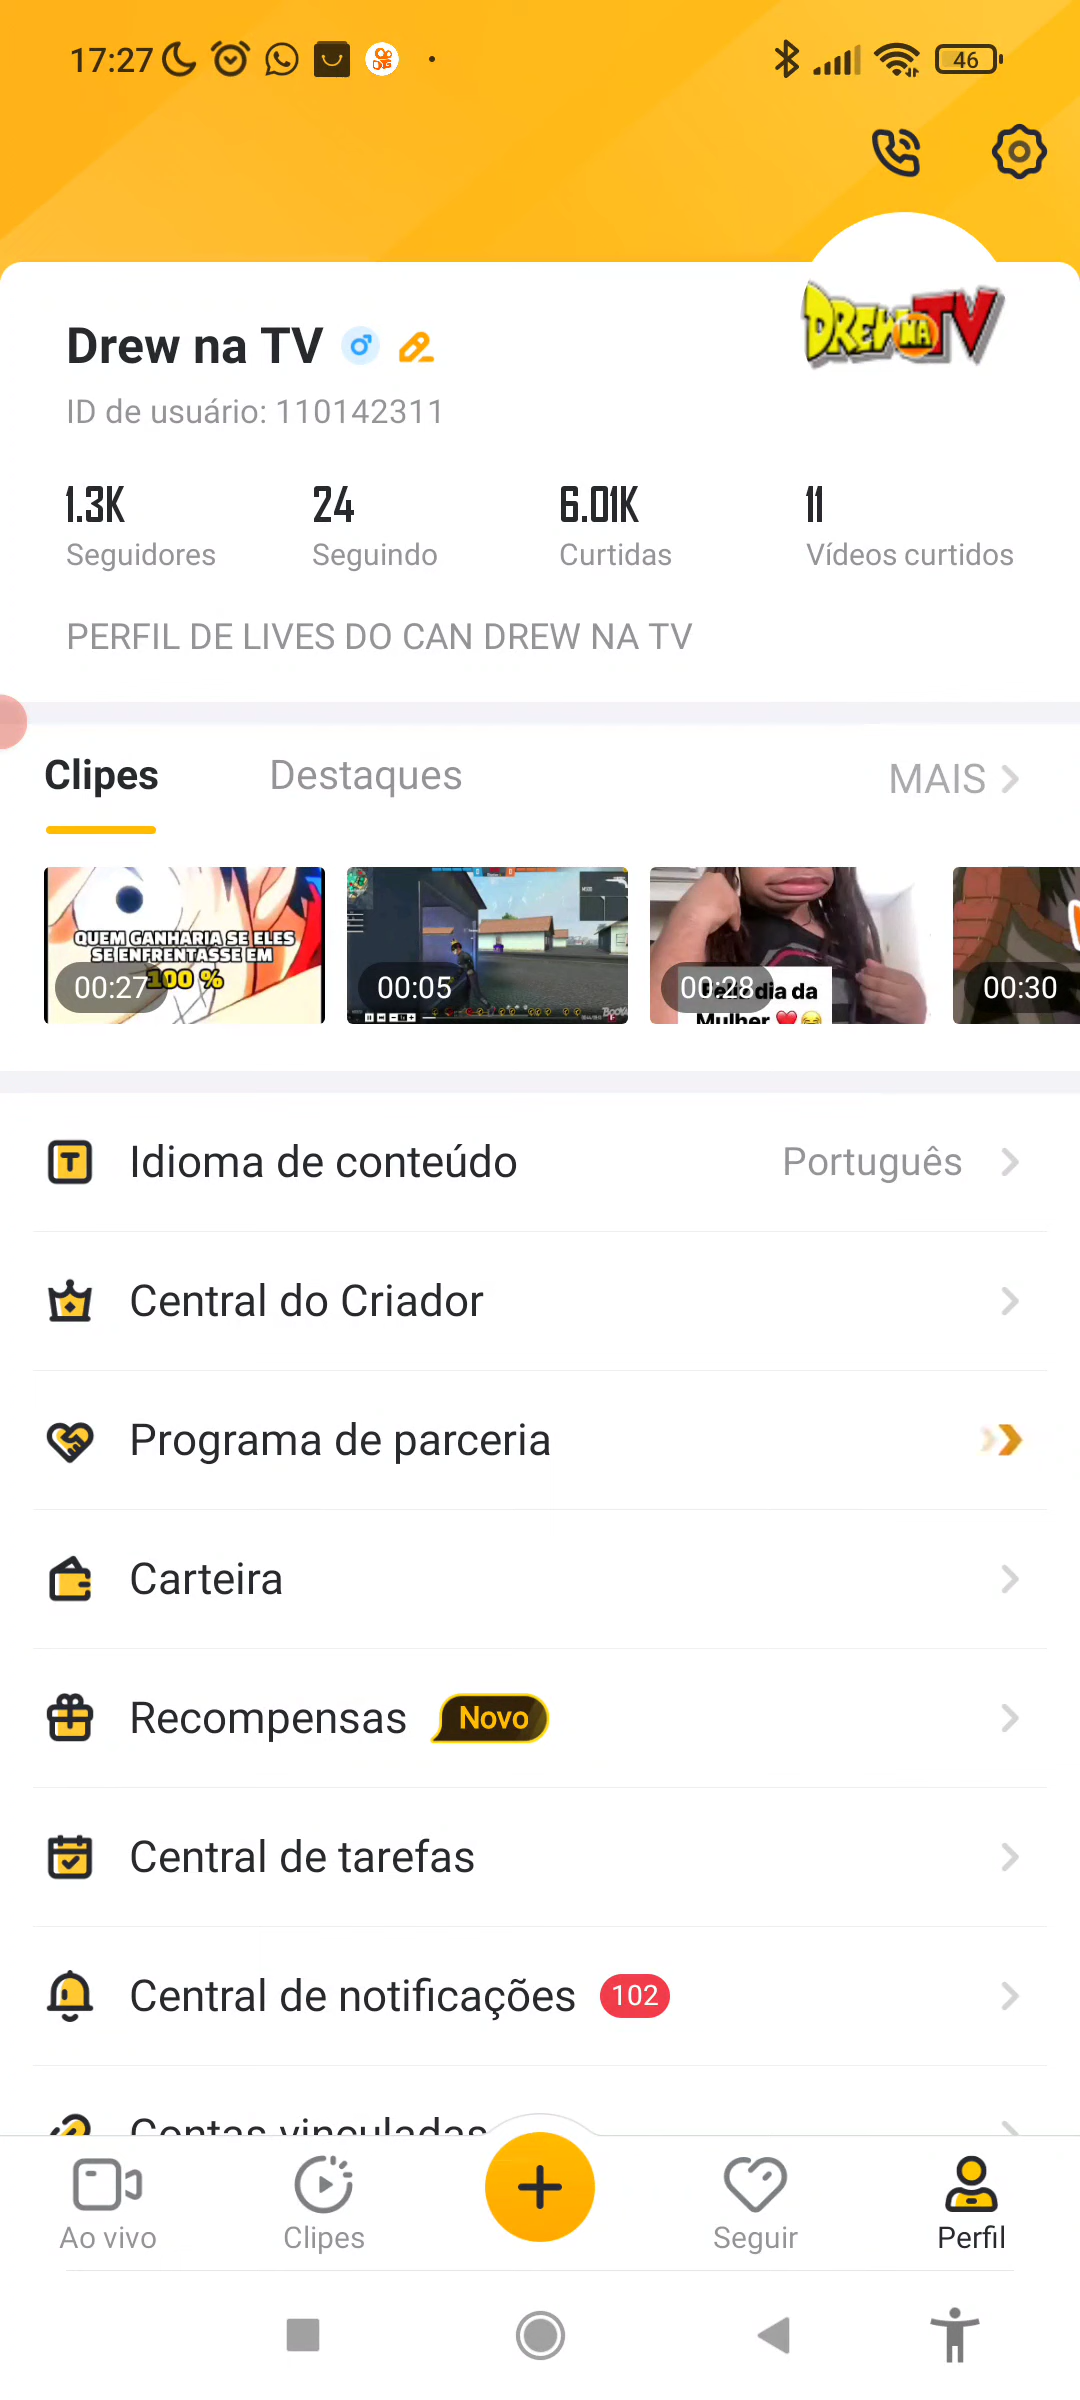 17:27
46
DREW NA TV
Drew na TV
ID de usuário: 110142311
1.3K
Seguidores
24
Seguindo
6.01K
Curtidas
11
Vídeos curtidos
PERFIL DE LIVES DO CAN DREW NA TV
Clipes
Destaques
MAIS
QUEM GANHARIA SE ELES
SE ENFRENTASSE EM
100 %
00:27
00:05
00:28
dia da
Mulher ❤️😂
00:30
Idioma de conteúdo
Português
Central do Criador
Programa de parceria
Carteira
Recompensas
Novo
Central de tarefas
Central de notificações
102
Contas vinculadas
Ao vivo
Clipes
Seguir
Perfil